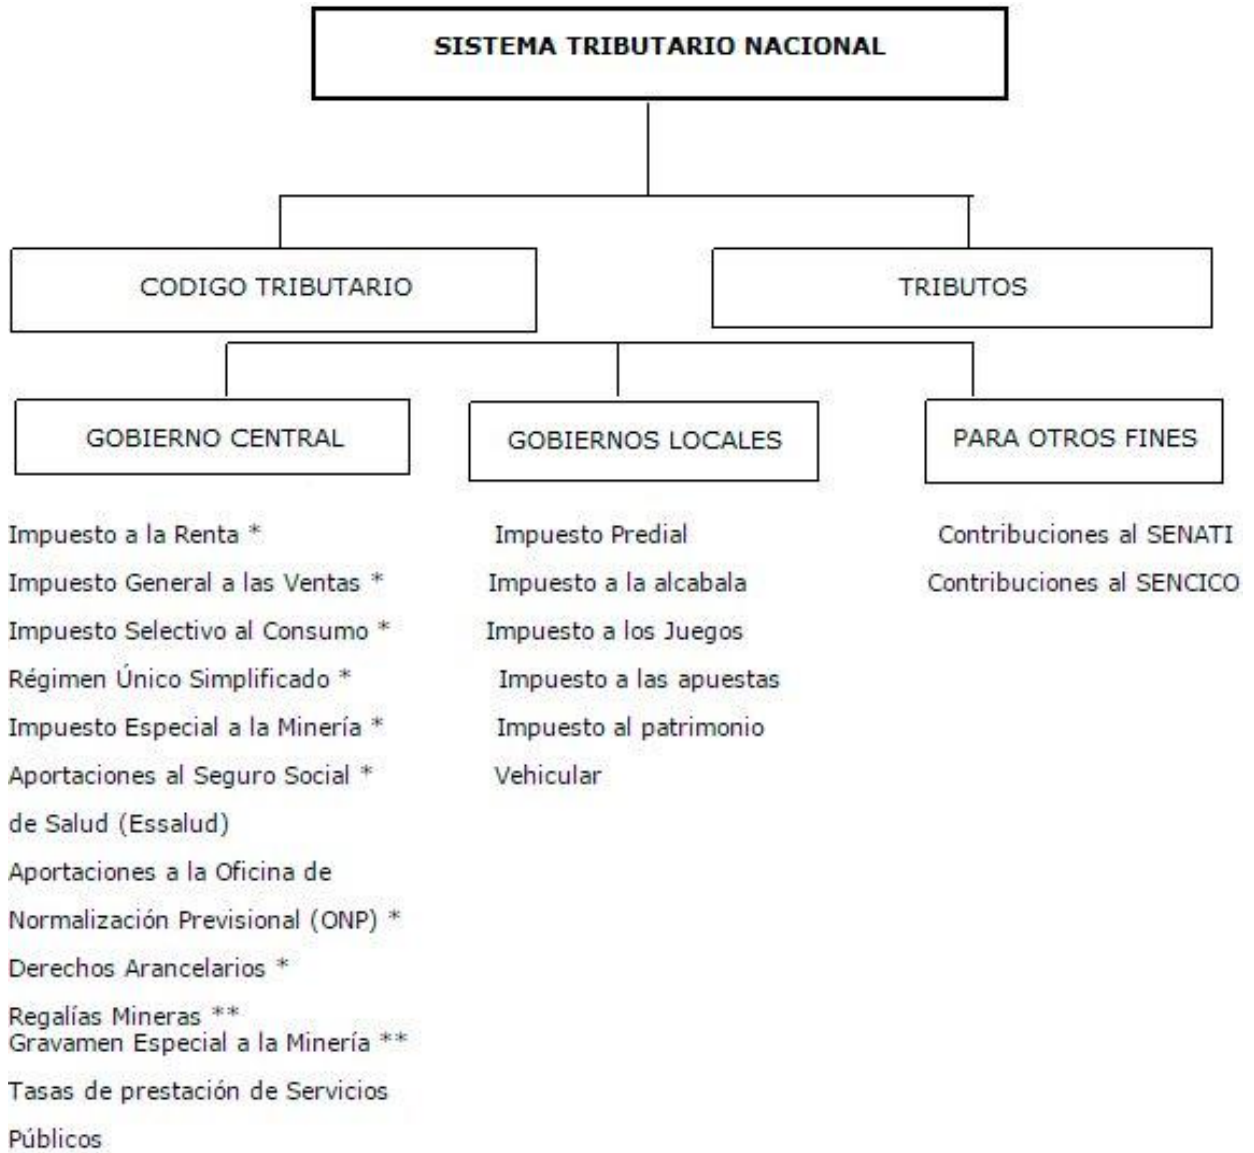 SISTEMA TRIBUTARIO NACIONAL
CODIGO TRIBUTARIO
TRIBUTOS
GOBIERNO CENTRAL
GOBIERNOS LOCALES
PARA OTROS FINES
Impuesto a la Renta *
Impuesto General a las Ventas *
Impuesto Selectivo al Consumo *
Régimen Único Simplificado *
Impuesto Especial a la Minería *
Aportaciones al Seguro Social *
de Salud (Essalud)
Aportaciones a la Oficina de
Normalización Previsional (ONP) *
Derechos Arancelarios *
Regalías Mineras **
Gravamen Especial a la Minería **
Tasas de prestación de Servicios
Públicos
Impuesto Predial
Impuesto a la alcabala
Impuesto a los Juegos
Impuesto a las apuestas
Impuesto al patrimonio
Vehicular
Contribuciones al SENATI
Contribuciones al SENCICO